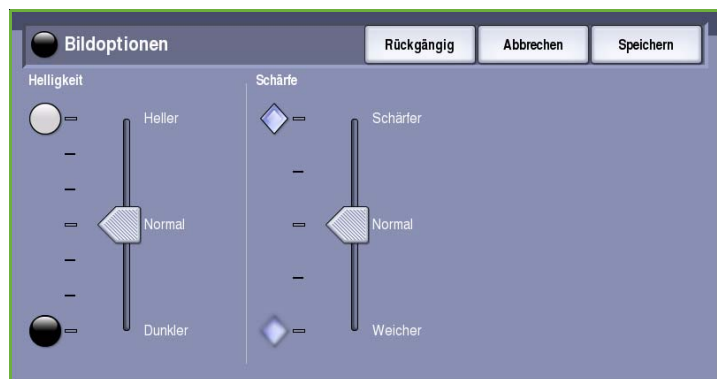 Bildoptionen
Rückgängig
Abbrechen
Speichern
Helligkeit
Heller
Normal
Dunkler
Schärfe
Schärfer
Normal
Weicher